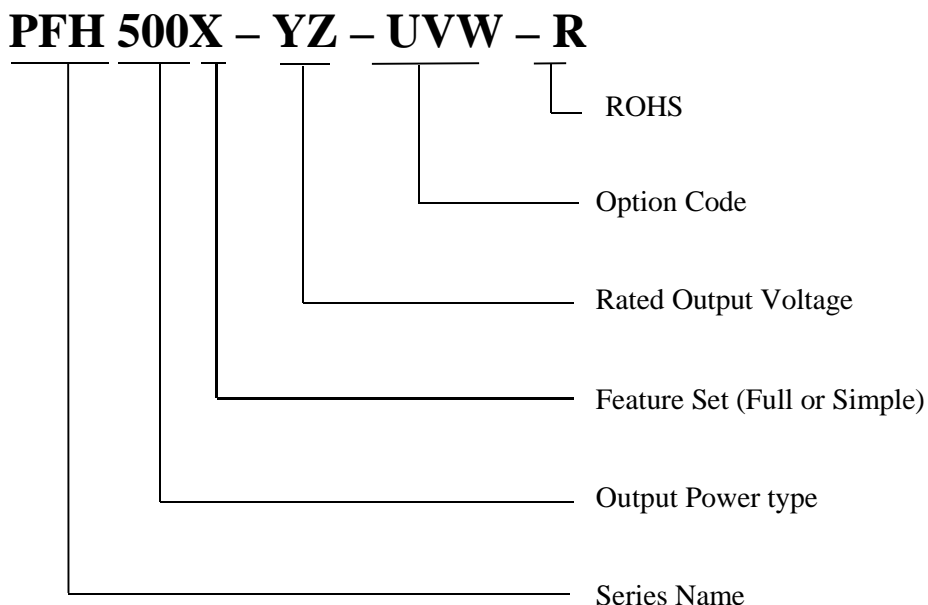 PFH 500X – YZ – UVW – R
ROHS
Option Code
Rated Output Voltage
Feature Set (Full or Simple)
Output Power type
Series Name